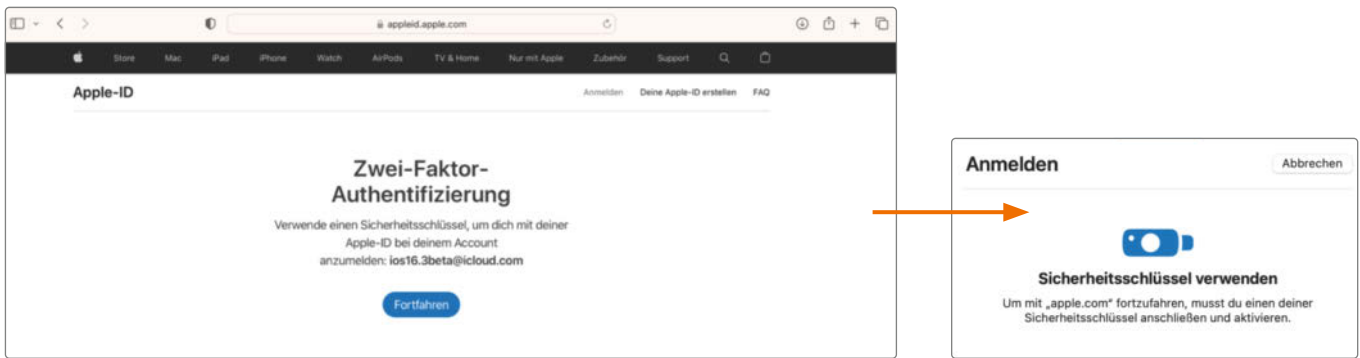 appleid.apple.com
Store Mac iPad iPhone Watch AirPods TV & Home Nur mit Apple Zubehör Support
Apple-ID
Anmelden Deine Apple-ID erstellen FAQ
Zwei-Faktor-
Authentifizierung
Verwende einen Sicherheitsschlüssel, um dich mit deiner
Apple-ID bei deinem Account
anzumelden: ios16.3beta@icloud.com
Fortfahren
Anmelden
Abbrechen
Sicherheitsschlüssel verwenden
Um mit „apple.com“ fortzufahren, musst du einen deiner
Sicherheitsschlüssel anschließen und aktivieren.